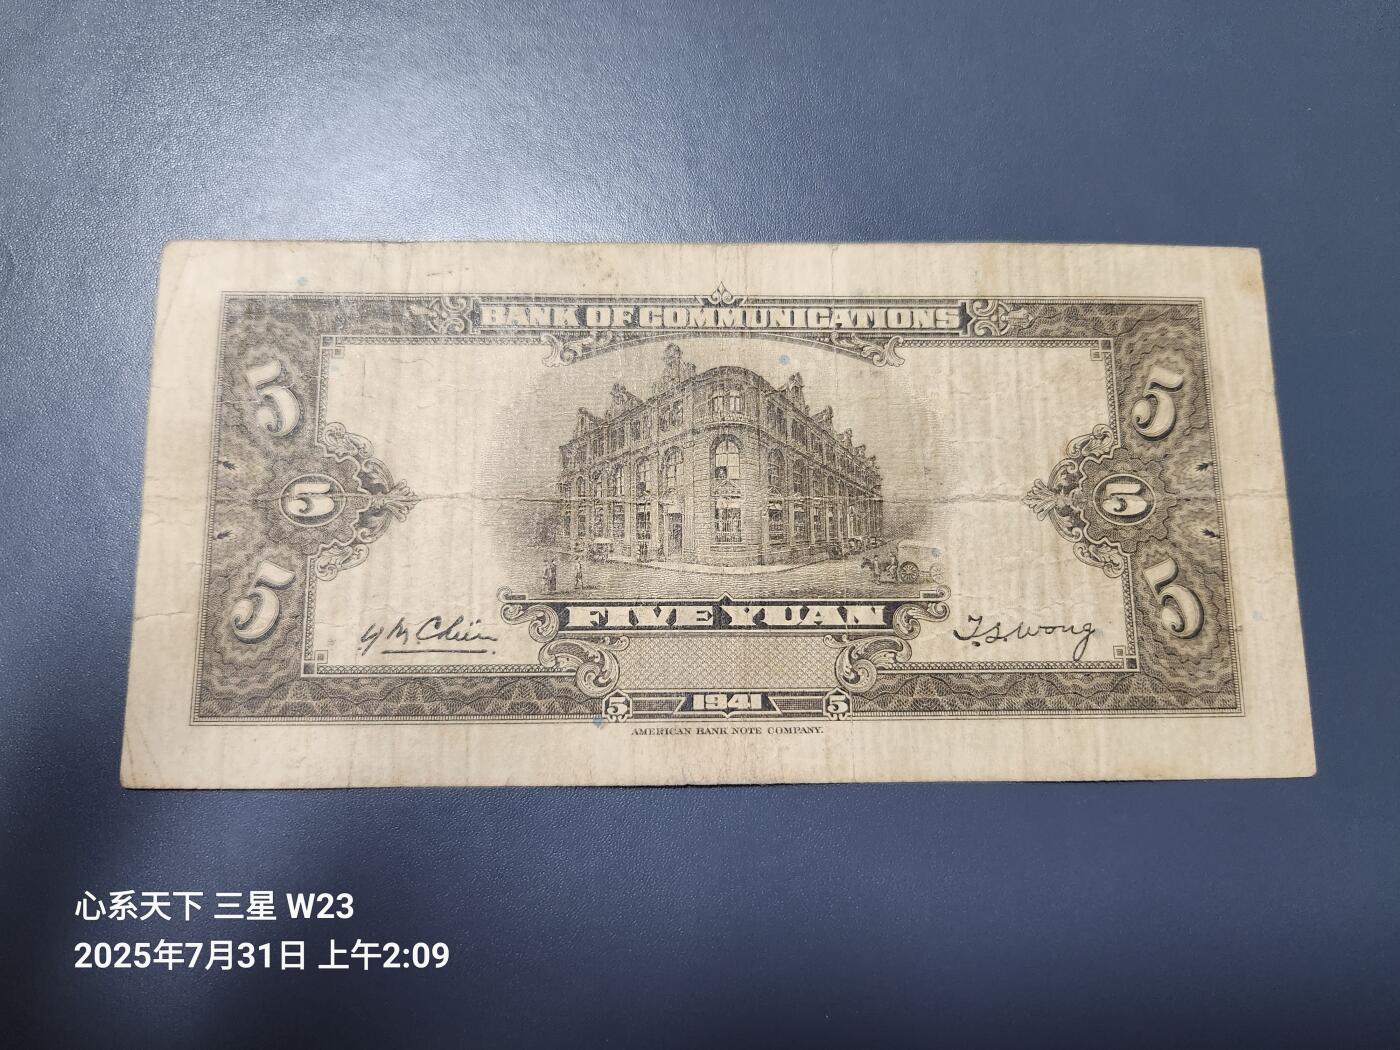 BANK OF COMMUNICATIONS
5 5
5 5
5 5
FIVE YUAN
Y M Chien T.S. Wong
5 1941 5
AMERICAN BANK NOTE COMPANY.
心系天下 三星 W23
2025年7月31日 上午2:09